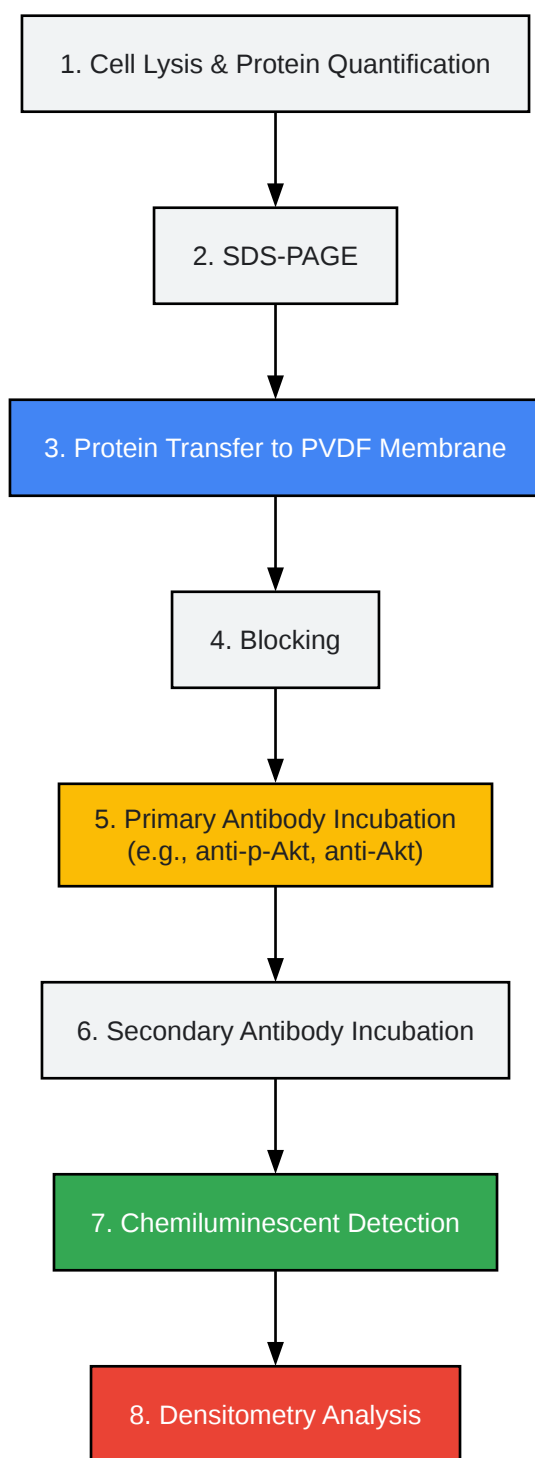 1. Cell Lysis & Protein Quantification
2. SDS-PAGE
3. Protein Transfer to PVDF Membrane
4. Blocking
5. Primary Antibody Incubation
(e.g., anti-p-Akt, anti-Akt)
6. Secondary Antibody Incubation
7. Chemiluminescent Detection
8. Densitometry Analysis